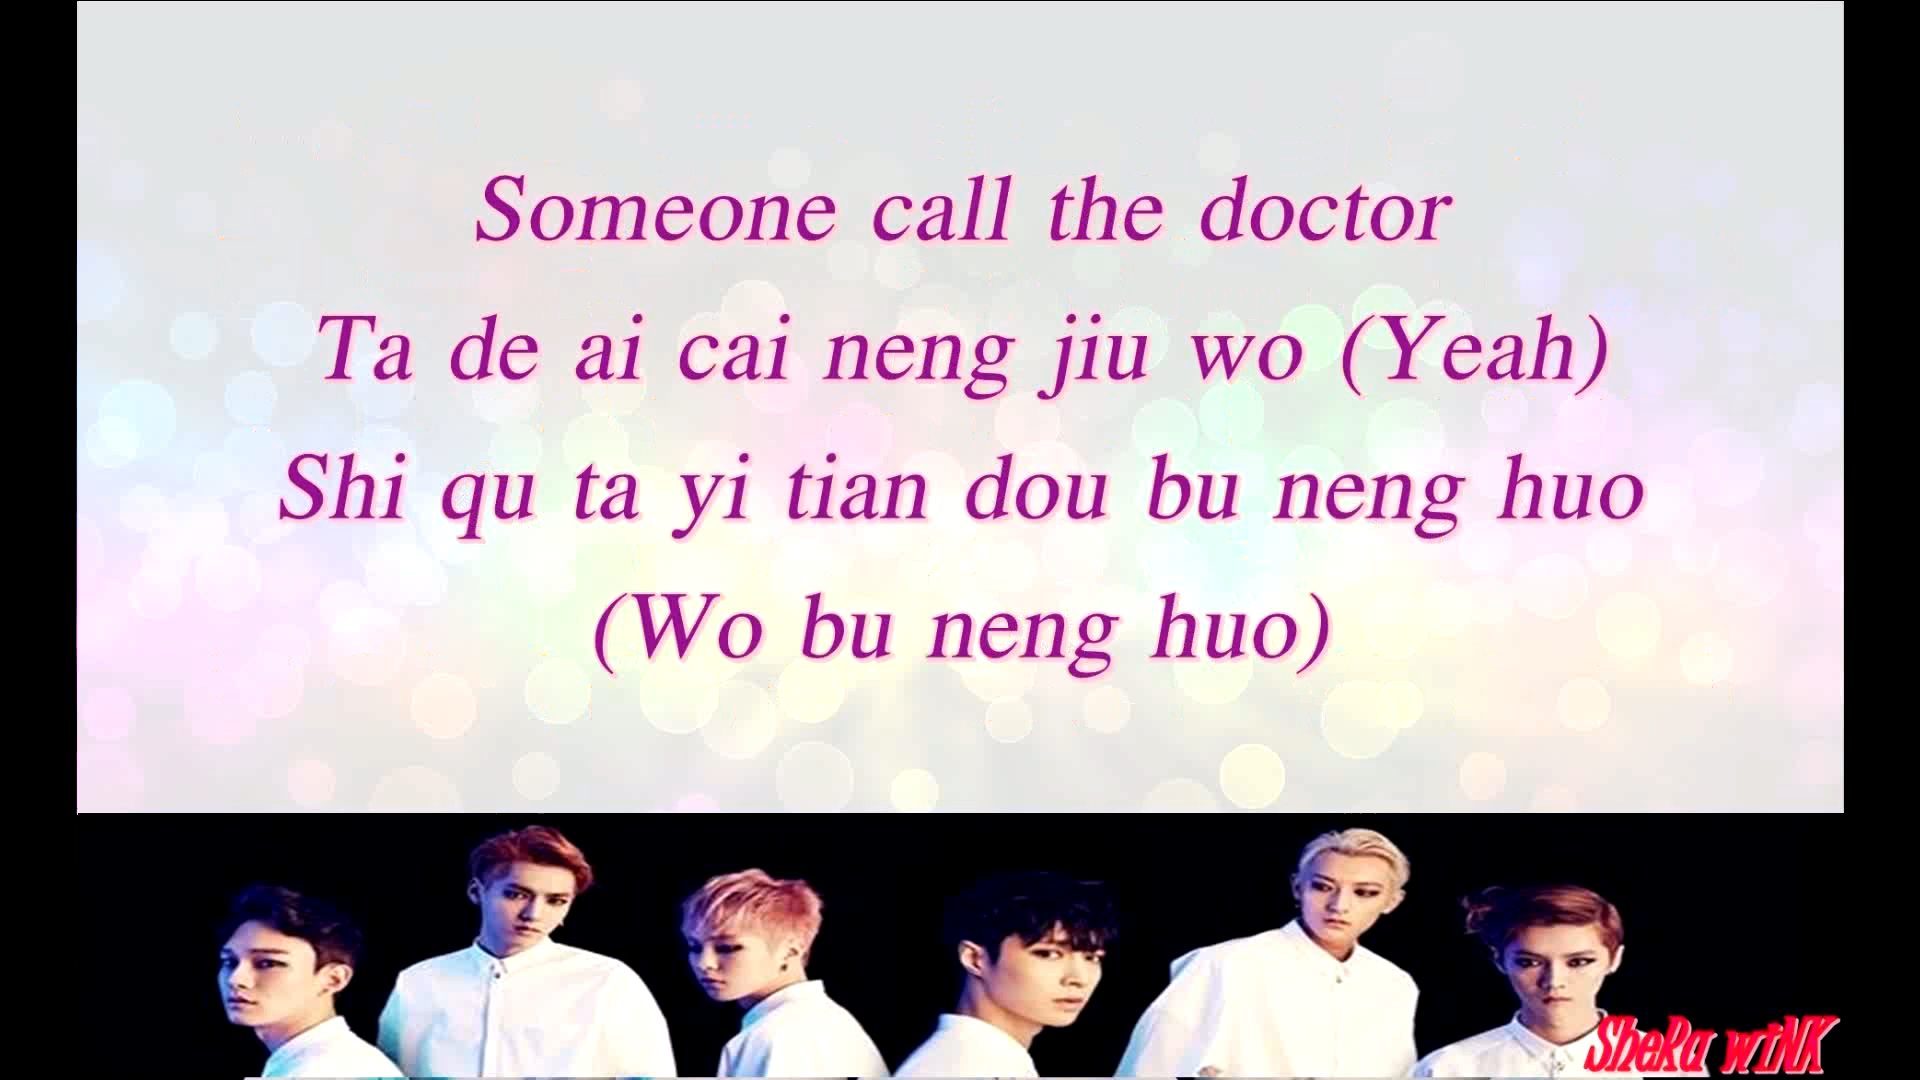 Someone call the doctor
Ta de ai cai neng jiu wo (Yeah)
Shi qu ta yi tian dou bu neng huo
(Wo bu neng huo)
SheRa wiNK